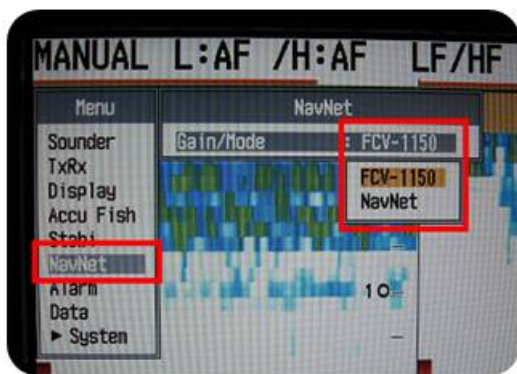 MANUAL L:AF /H:AF LF/HF
Menu
Sounder
TxRx
Display
Accu Fish
Stobi
NavNet
Alarm
Data
► System
NavNet
Gain/Mode : FCV-1150
FCV-1150
NavNet
10